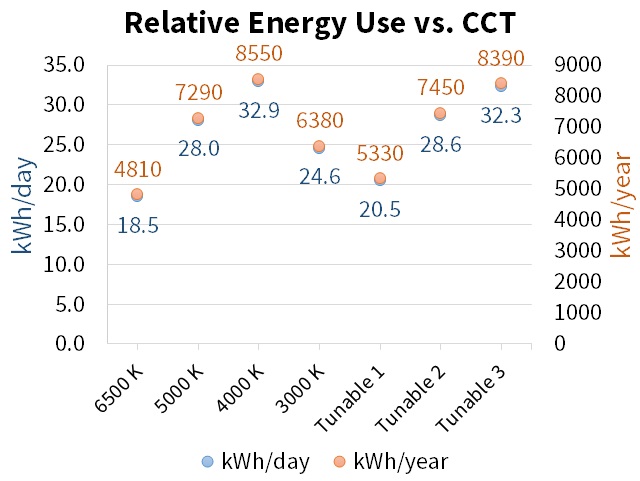 Relative Energy Use vs. CCT
35.0
30.0
25.0
20.0
15.0
10.0
5.0
0.0
kWh/day
9000
8000
7000
6000
5000
4000
3000
2000
1000
0
kWh/year
4810
7290
8550
6380
5330
7450
8390
18.5
28.0
32.9
24.6
20.5
28.6
32.3
6500 K
5000 K
4000 K
3000 K
Tunable 1
Tunable 2
Tunable 3
kWh/day
kWh/year